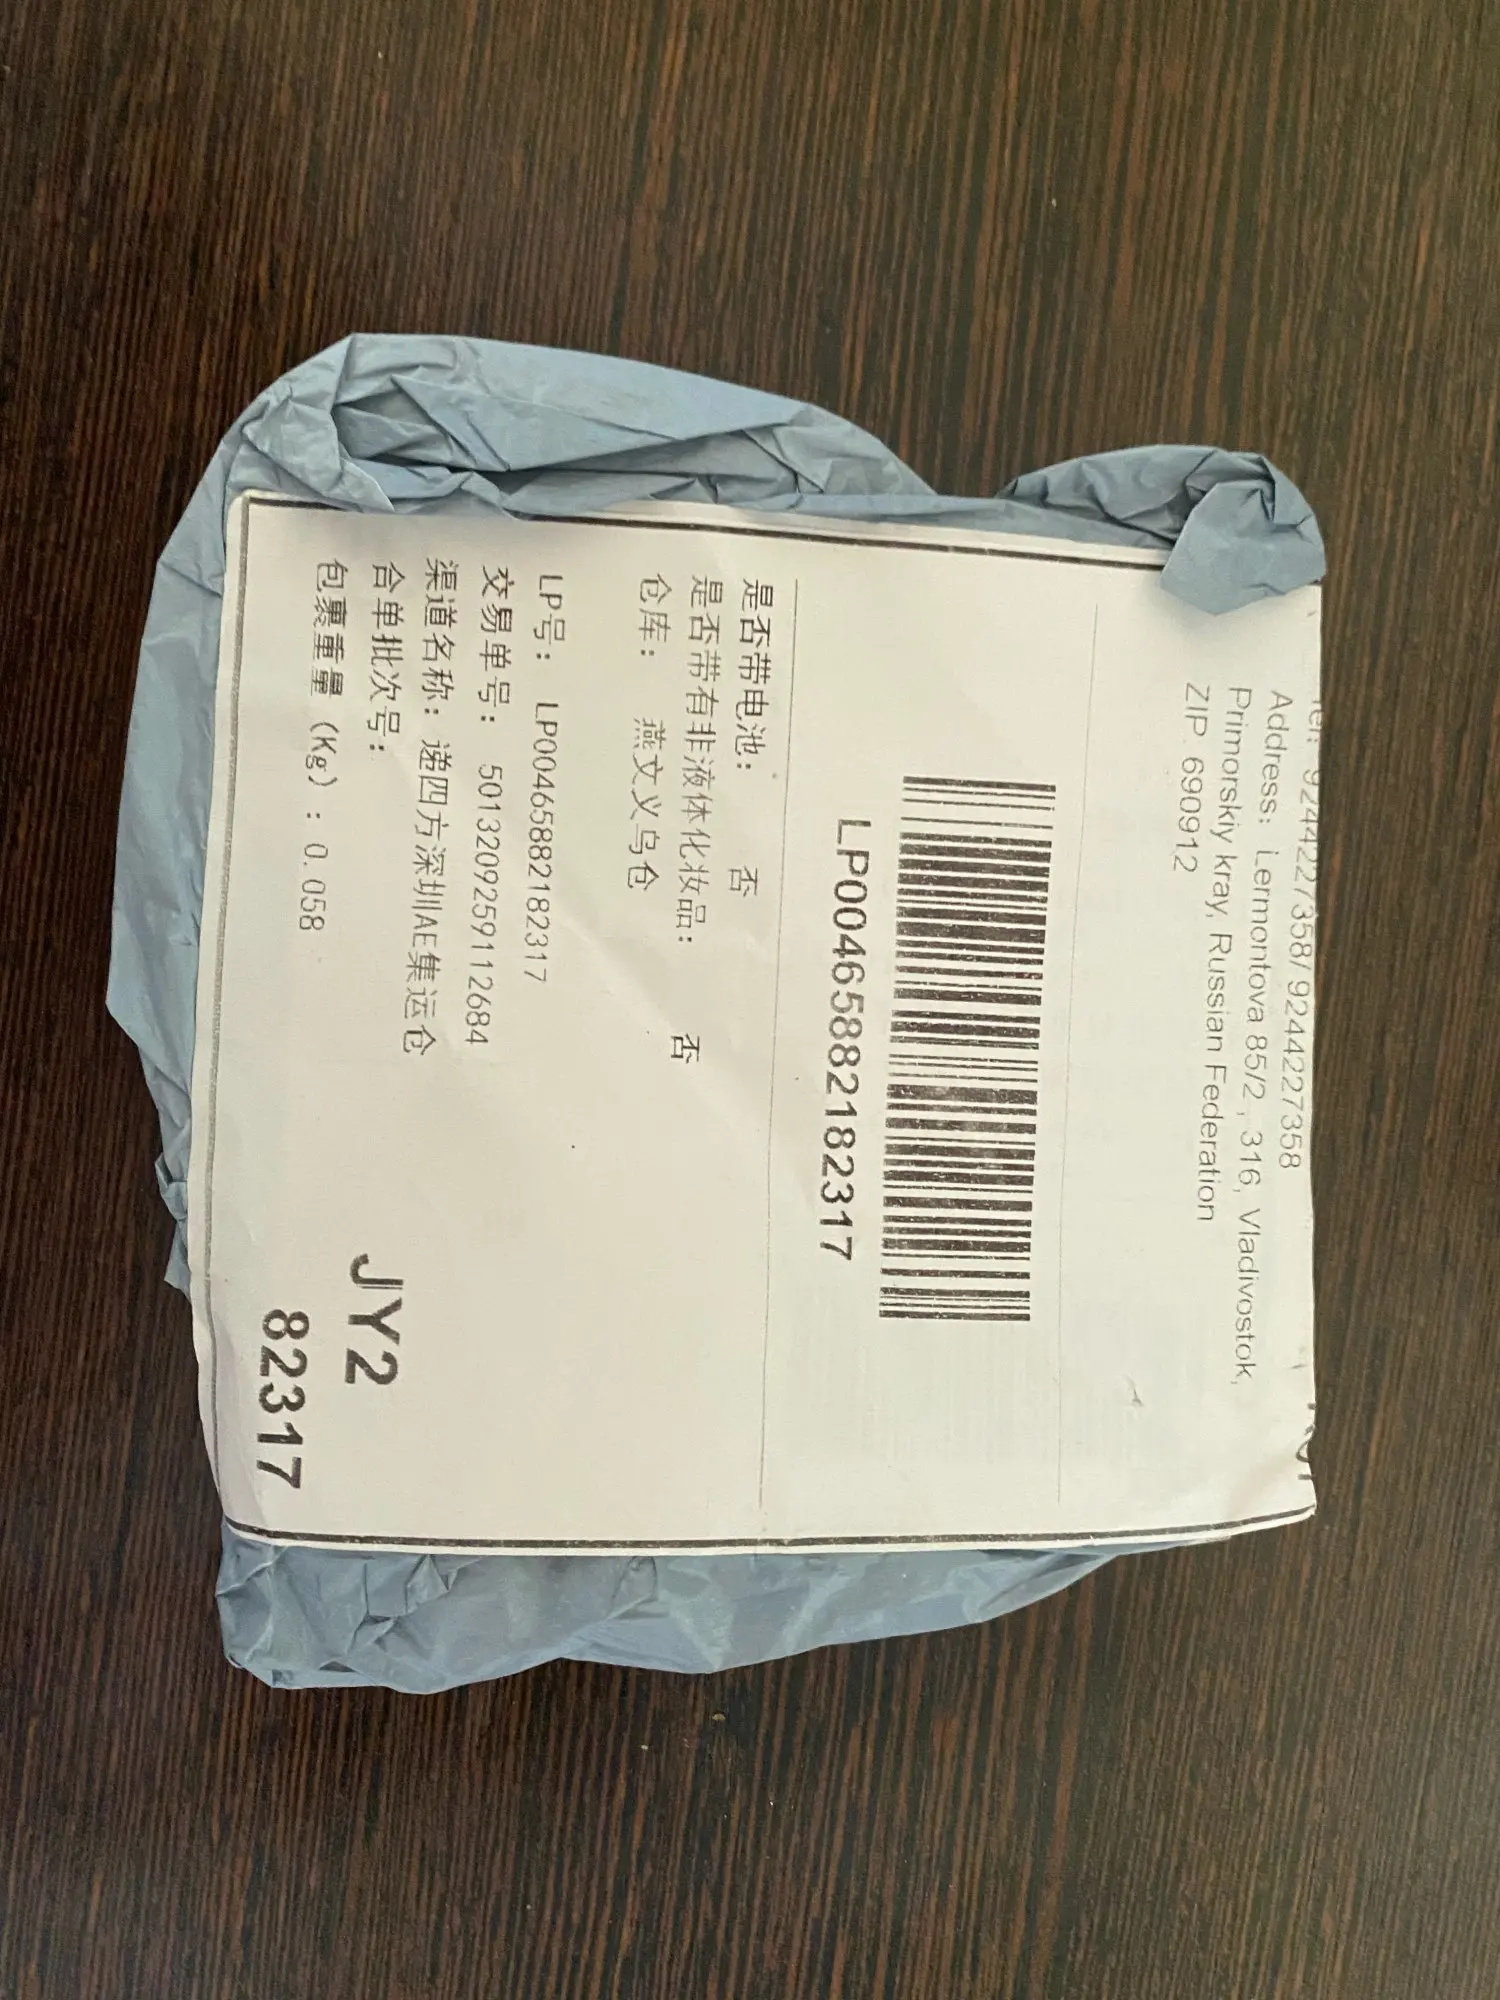 9244227358/9244227358
Address: Lermontova 85/2 , 316, Vladivostok,
Primorskiy kray, Russian Federation
ZIP 690912
LP00465882182317
是否带电池: 否
是否带有非液体化妆品: 否
仓库: 燕文义乌仓
LP号: LP00465882182317
交易单号: 5013209259112684
渠道名称: 递四方深圳AE集运仓
合单批次号:
包裹重量 (Kg) : 0.058
JY2
82317